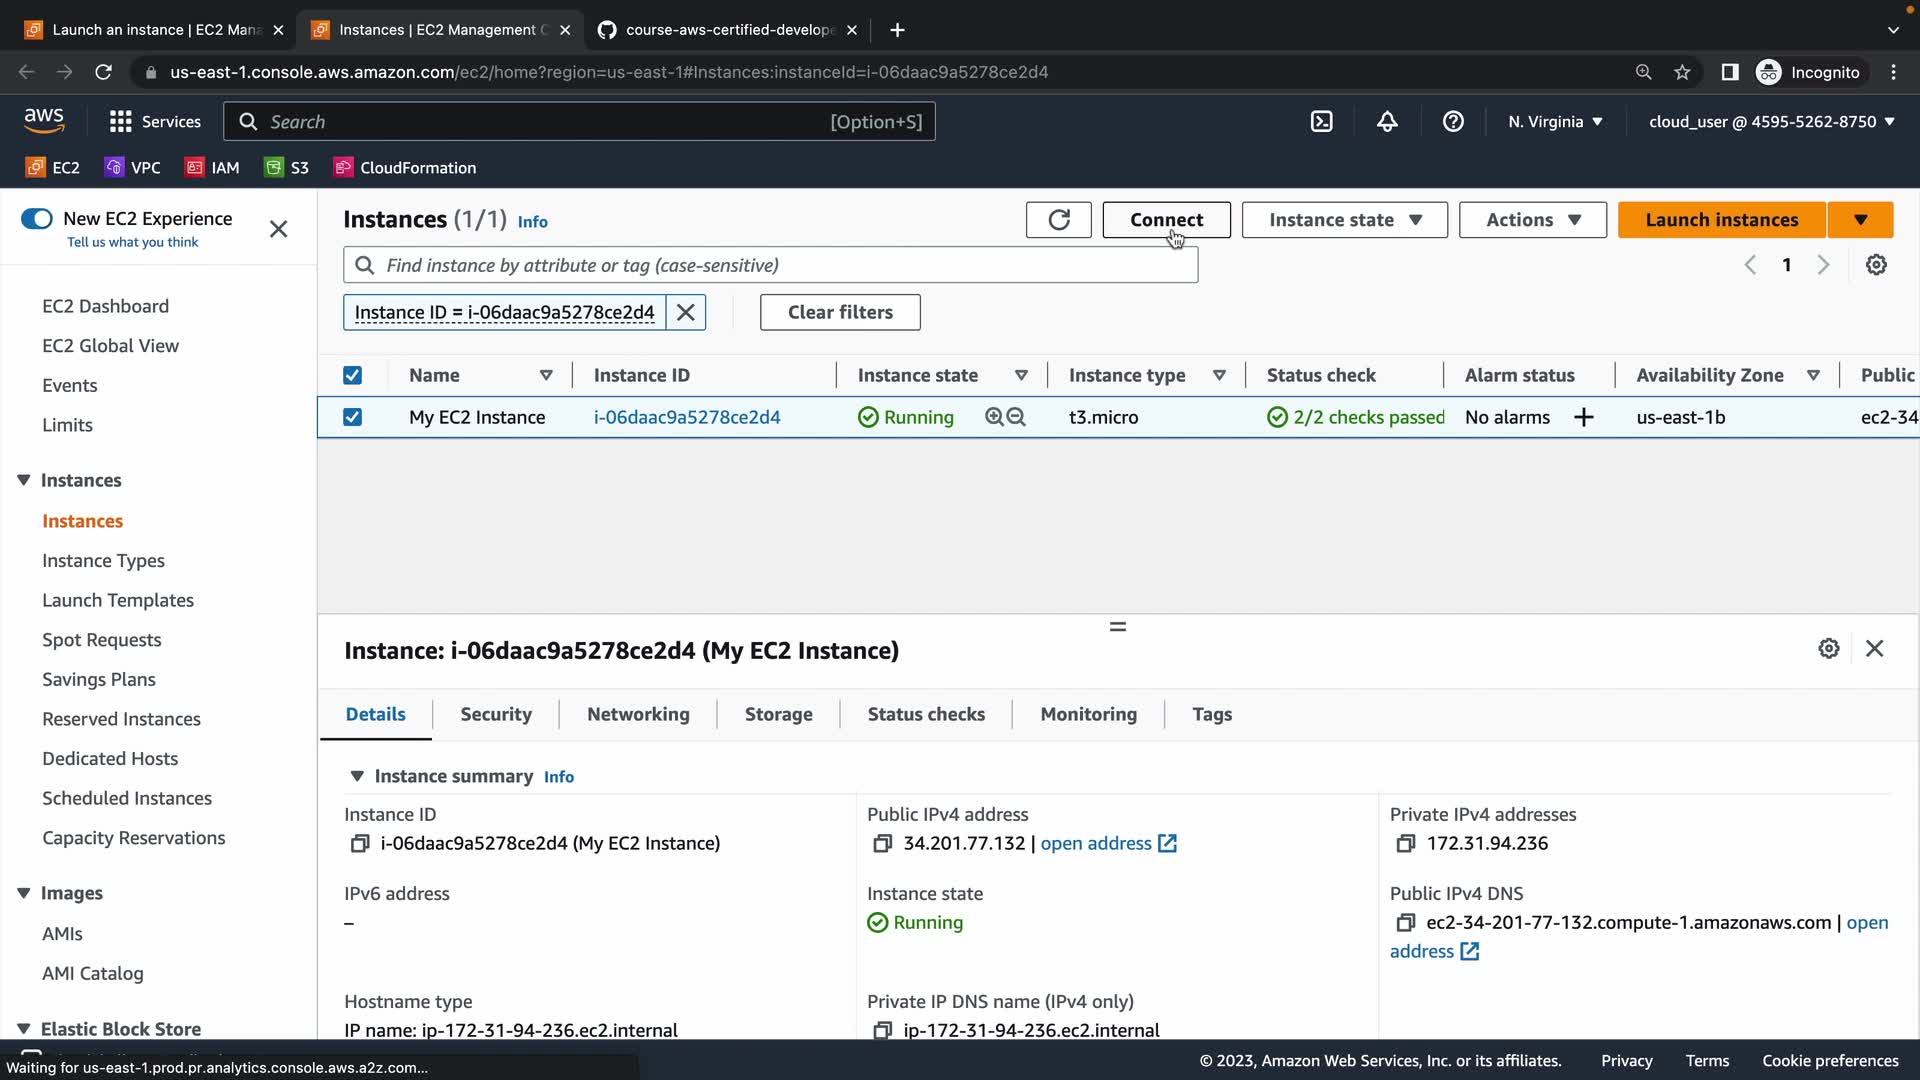 Launch an instance | EC2 Mana
Instances | EC2 Management C
course-aws-certified-develope
us-east-1.console.aws.amazon.com/ec2/home?region=us-east-1#Instances:instanceId=i-06daac9a5278ce2d4
Incognito
aws
Services
Search
[Option+S]
N. Virginia
cloud_user @ 4595-5262-8750
EC2
VPC
IAM
S3
CloudFormation
New EC2 Experience
Tell us what you think
EC2 Dashboard
EC2 Global View
Events
Limits
Instances
Instances
Instance Types
Launch Templates
Spot Requests
Savings Plans
Reserved Instances
Dedicated Hosts
Scheduled Instances
Capacity Reservations
Images
AMIs
AMI Catalog
Elastic Block Store
Instances (1/1) Info
Connect
Instance state
Actions
Launch instances
Find instance by attribute or tag (case-sensitive)
1
Instance ID = i-06daac9a5278ce2d4
Clear filters
Name
Instance ID
Instance state
Instance type
Status check
Alarm status
Availability Zone
Public
My EC2 Instance
i-06daac9a5278ce2d4
Running
t3.micro
2/2 checks passed
No alarms
us-east-1b
ec2-34
Instance: i-06daac9a5278ce2d4 (My EC2 Instance)
Details
Security
Networking
Storage
Status checks
Monitoring
Tags
Instance summary Info
Instance ID
i-06daac9a5278ce2d4 (My EC2 Instance)
Public IPv4 address
34.201.77.132 | open address
Private IPv4 addresses
172.31.94.236
IPv6 address
–
Instance state
Running
Public IPv4 DNS
ec2-34-201-77-132.compute-1.amazonaws.com | open
address
Hostname type
IP name: ip-172-31-94-236.ec2.internal
Private IP DNS name (IPv4 only)
ip-172-31-94-236.ec2.internal
Waiting for us-east-1.prod.pr.analytics.console.aws.a2z.com...
© 2023, Amazon Web Services, Inc. or its affiliates.
Privacy
Terms
Cookie preferences